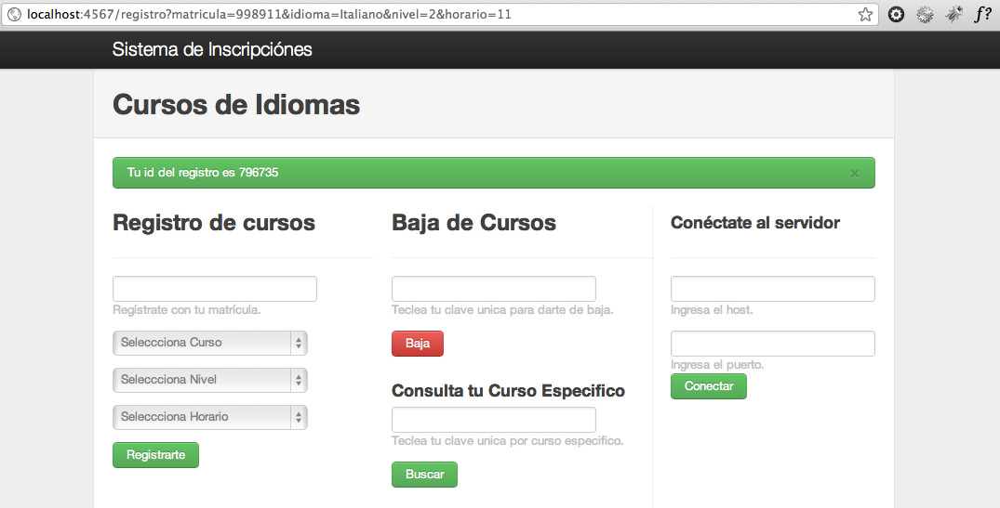 localhost:4567/registro?matricula=998911&idioma=Italiano&nivel=2&horario=11
f?
Sistema de Inscripciónes
Cursos de Idiomas
Tu id del registro es 796735
×
Registro de cursos
Regístrate con tu matrícula.
Seleccciona Curso
Seleccciona Nivel
Seleccciona Horario
Registrarte
Baja de Cursos
Teclea tu clave unica para darte de baja.
Baja
Consulta tu Curso Especifico
Teclea tu clave unica por curso especifico.
Buscar
Conéctate al servidor
Ingresa el host.
Ingresa el puerto.
Conectar